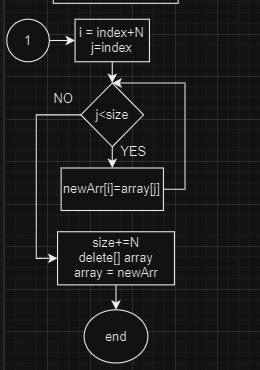 1
i = index+N
j=index
NO
j<size
YES
newArr[i]=array[j]
size+=N
delete[] array
array = newArr
end